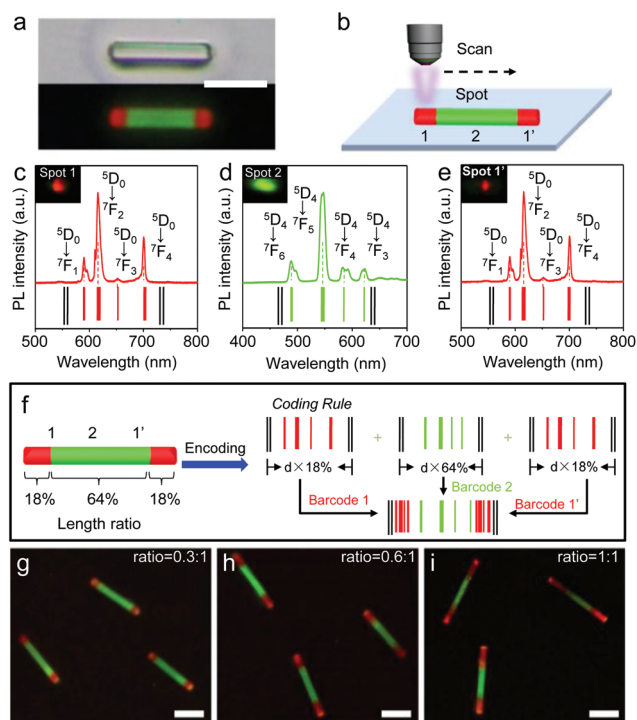 a
b
Scan
Spot
1 2 1'
c
Spot 1
PL intensity (a.u.)
⁵D₀
↓
⁷F₁
⁵D₀
↓
⁷F₂
⁵D₀
↓
⁷F₃
⁵D₀
↓
⁷F₄
500 600 700 800
Wavelength (nm)
d
Spot 2
PL intensity (a.u.)
⁵D₄
↓
⁷F₆
⁵D₄
↓
⁷F₅
⁵D₄
↓
⁷F₄
⁵D₄
↓
⁷F₃
400 500 600 700
Wavelength (nm)
e
Spot 1'
PL intensity (a.u.)
⁵D₀
↓
⁷F₁
⁵D₀
↓
⁷F₂
⁵D₀
↓
⁷F₃
⁵D₀
↓
⁷F₄
500 600 700 800
Wavelength (nm)
f
1 2 1'
18% 64% 18%
Length ratio
Encoding
Coding Rule
+ +
d×18% d×64% d×18%
Barcode 1 Barcode 2 Barcode 1'
g
ratio=0.3:1
h
ratio=0.6:1
i
ratio=1:1